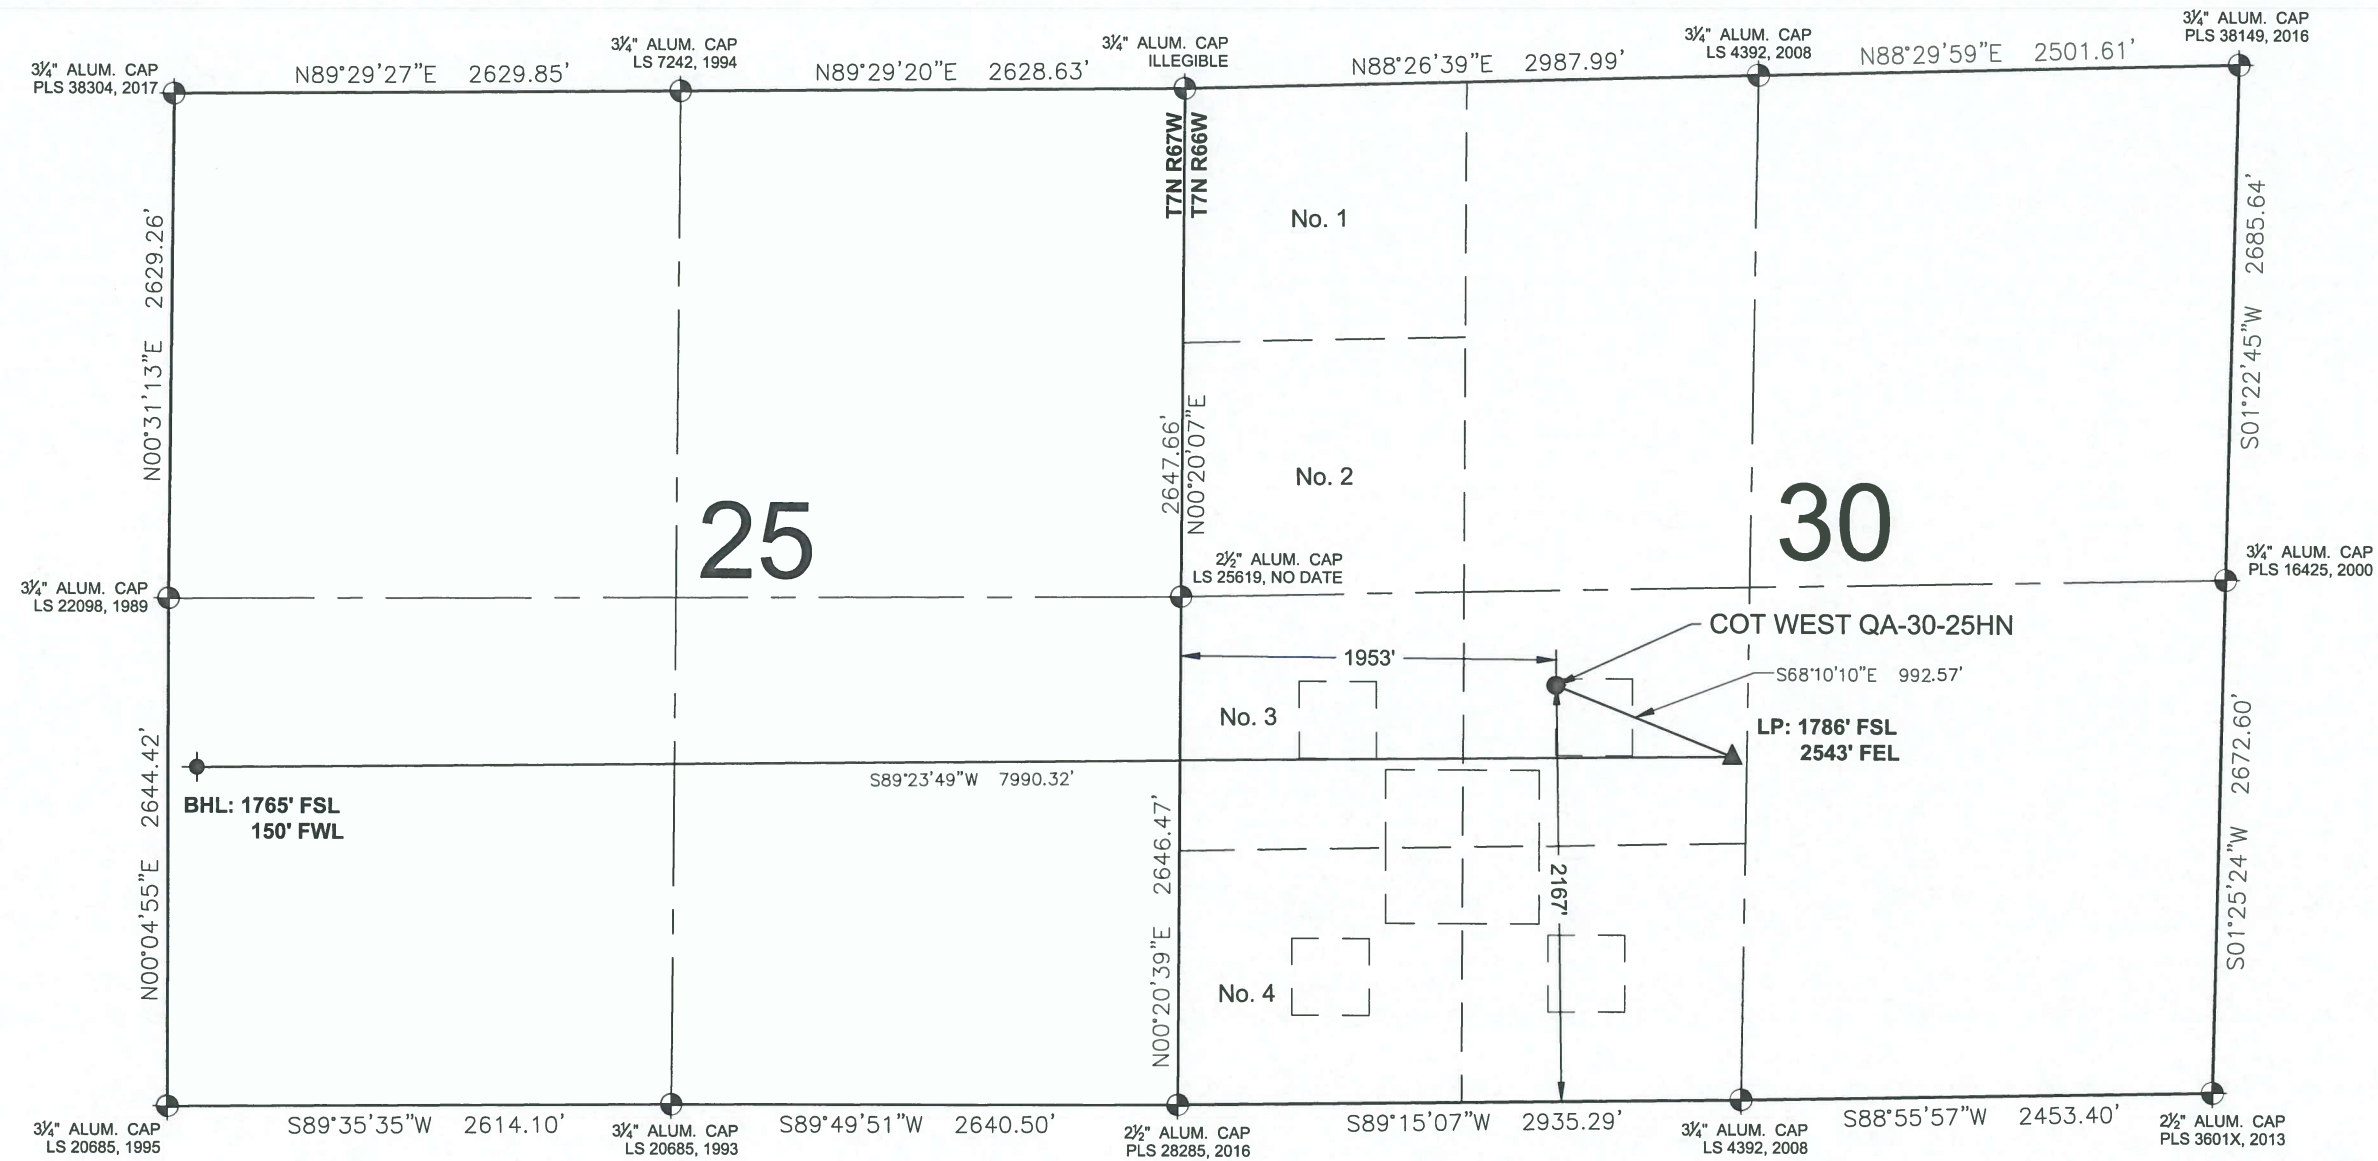 3¼" ALUM. CAP
PLS 38304, 2017
N89°29'27"E 2629.85'
3¼" ALUM. CAP
LS 7242, 1994
N89°29'20"E 2628.63'
3¼" ALUM. CAP
ILLEGIBLE
N88°26'39"E 2987.99'
3¼" ALUM. CAP
LS 4392, 2008
N88°29'59"E 2501.61'
3¼" ALUM. CAP
PLS 38149, 2016
T7N R67W
T7N R66W
N00°31'13"E 2629.26'
No. 1
S01°22'45"W 2685.64'
2647.66'
N00°20'07"E
No. 2
25
30
3¼" ALUM. CAP
LS 22098, 1989
2½" ALUM. CAP
LS 25619, NO DATE
3¼" ALUM. CAP
PLS 16425, 2000
COT WEST QA-30-25HN
1953'
S68°10'10"E 992.57'
No. 3
LP: 1786' FSL
2543' FEL
S89°23'49"W 7990.32'
BHL: 1765' FSL
150' FWL
N00°04'55"E 2644.42'
N00°20'39"E 2646.47'
2167'
S01°25'24"W 2672.60'
No. 4
3¼" ALUM. CAP
LS 20685, 1995
S89°35'35"W 2614.10'
3¼" ALUM. CAP
LS 20685, 1993
S89°49'51"W 2640.50'
2½" ALUM. CAP
PLS 28285, 2016
S89°15'07"W 2935.29'
3¼" ALUM. CAP
LS 4392, 2008
S88°55'57"W 2453.40'
2½" ALUM. CAP
PLS 3601X, 2013